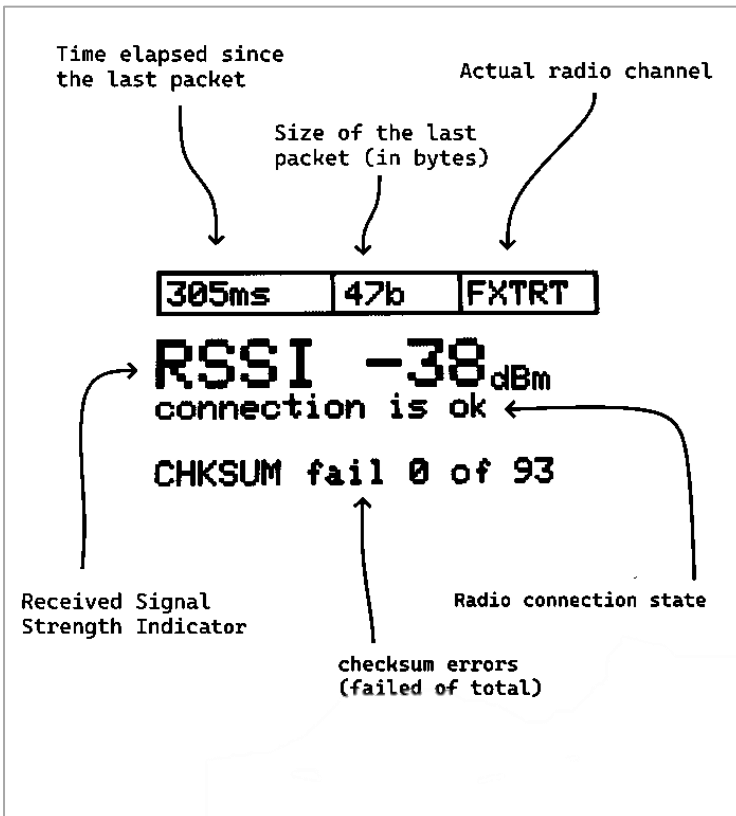 Time elapsed since
the last packet
Actual radio channel
Size of the last
packet (in bytes)
305ms 47b FXTRT
RSSI -38dBm
connection is ok
CHKSUM fail 0 of 93
Received Signal
Strength Indicator
Radio connection state
checksum errors
(failed of total)